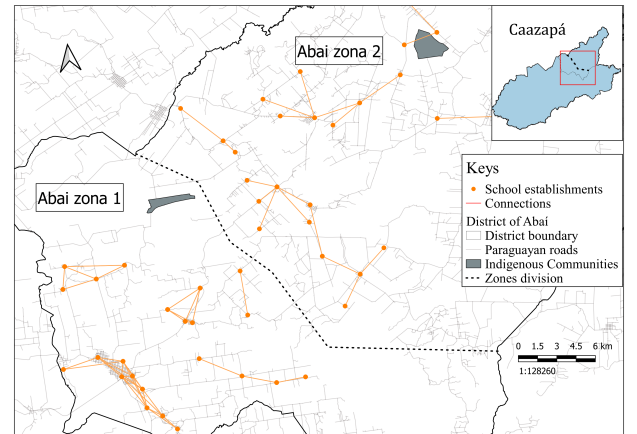 Caazapá
Abai zona 2
Abai zona 1
Keys
School establishments
Connections
District of Abaí
District boundary
Paraguayan roads
Indigenous Communities
Zones division
0 1.5 3 4.5 6 km
1:128260